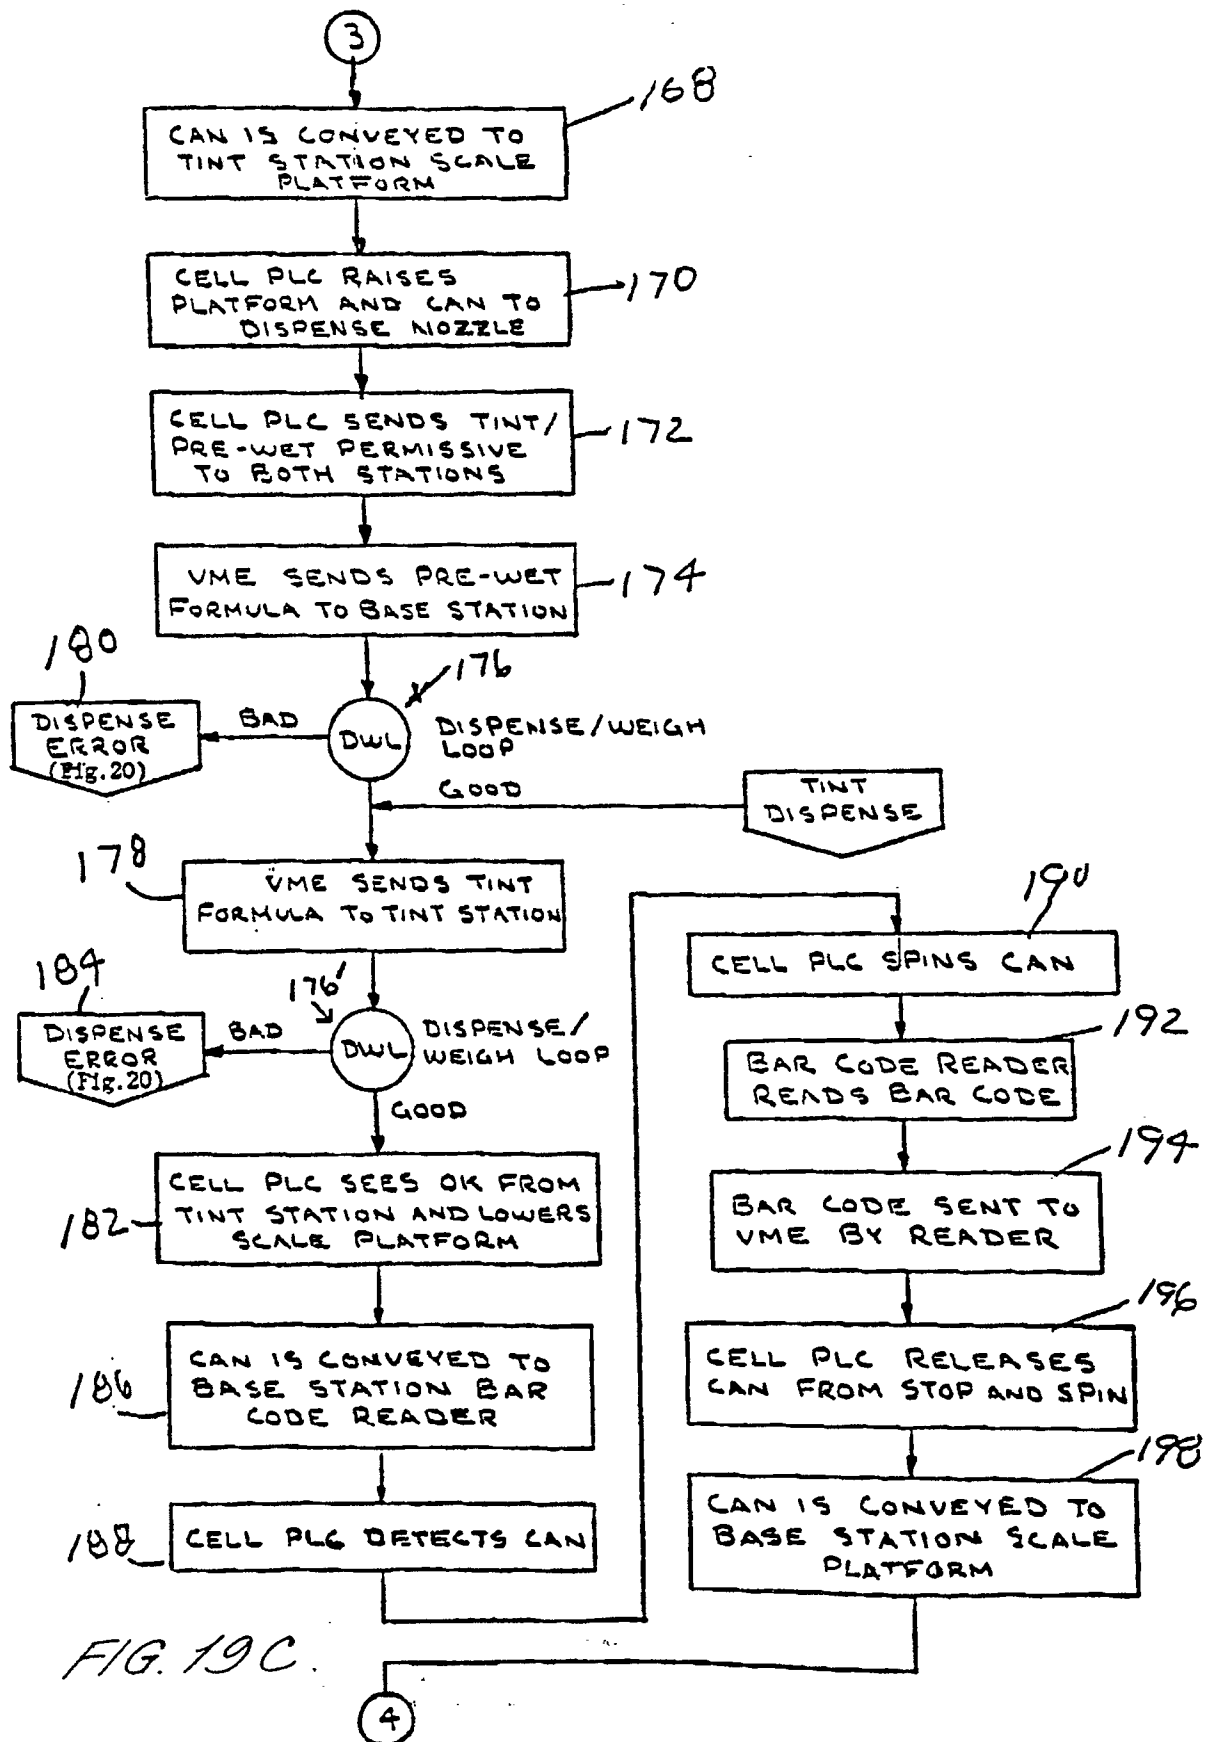 3
168
CAN IS CONVEYED TO
TINT STATION SCALE
PLATFORM
CELL PLC RAISES
PLATFORM AND CAN TO
DISPENSE NOZZLE
170
CELL PLC SENDS TINT/
PRE-WET PERMISSIVE
TO BOTH STATIONS
172
VME SENDS PRE-WET
FORMULA TO BASE STATION
174
180
176
DISPENSE
ERROR
(Fig.20)
BAD
DWL
DISPENSE/WEIGH
LOOP
GOOD
TINT
DISPENSE
178
VME SENDS TINT
FORMULA TO TINT STATION
184
176'
DISPENSE
ERROR
(Fig.20)
BAD
DWL
DISPENSE/
WEIGH LOOP
GOOD
182
CELL PLC SEES OK FROM
TINT STATION AND LOWERS
SCALE PLATFORM
186
CAN IS CONVEYED TO
BASE STATION BAR
CODE READER
188
CELL PLC DETECTS CAN
190
CELL PLC SPINS CAN
192
BAR CODE READER
READS BAR CODE
194
BAR CODE SENT TO
VME BY READER
196
CELL PLC RELEASES
CAN FROM STOP AND SPIN
198
CAN IS CONVEYED TO
BASE STATION SCALE
PLATFORM
FIG. 19C.
4